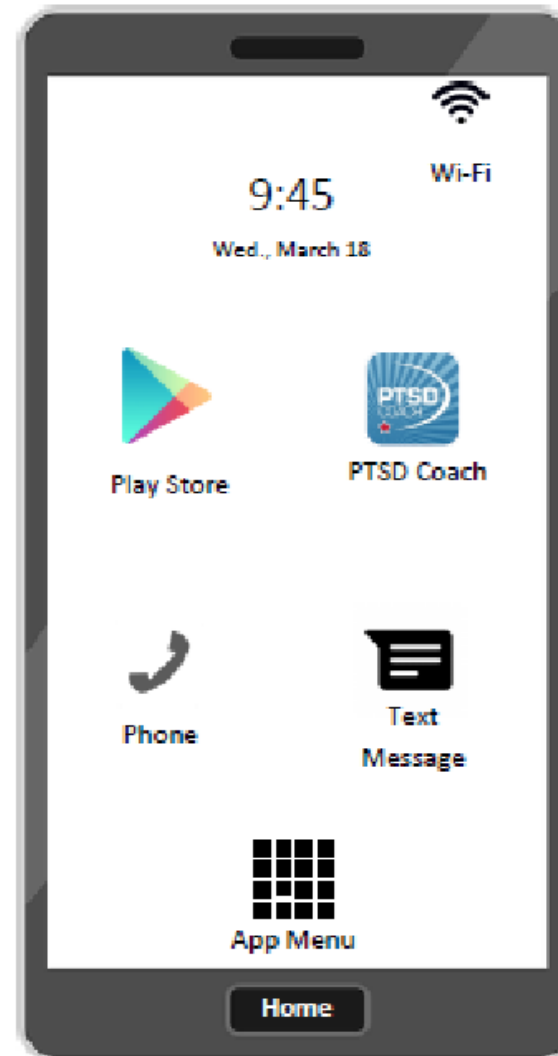 Wi-Fi
9:45
Wed., March 18
PTSD
COACH
Play Store
PTSD Coach
Phone
Text
Message
App Menu
Home